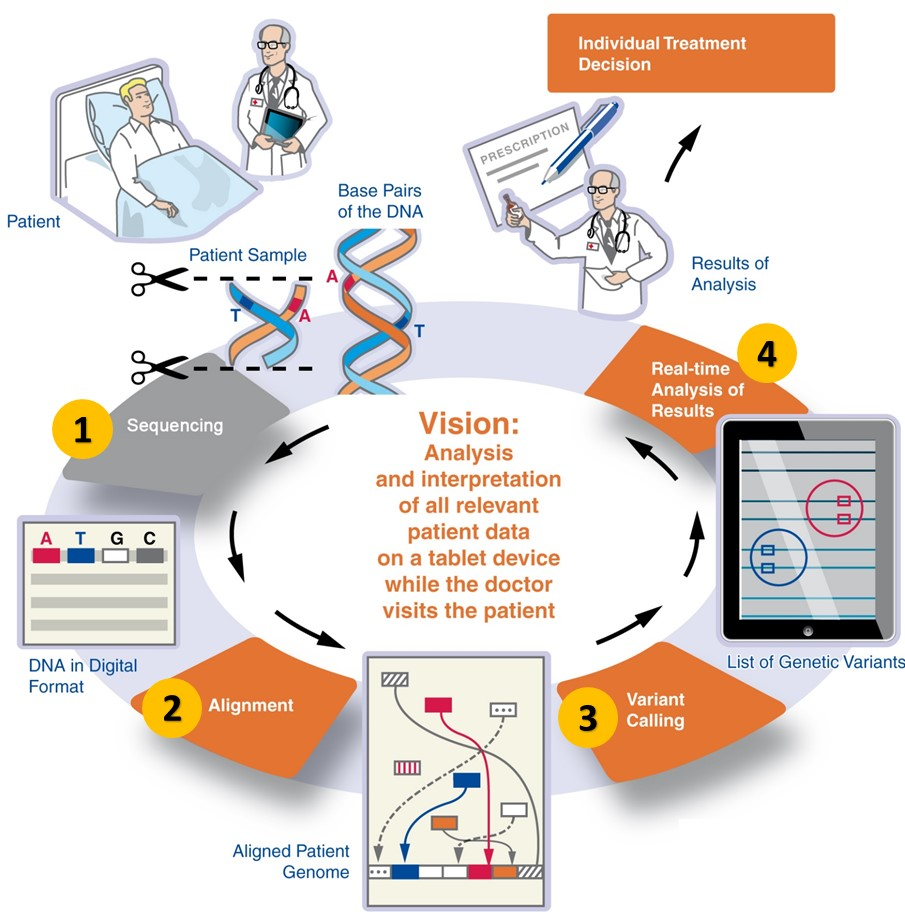 Individual Treatment
Decision
PRESCRIPTION
Patient
Base Pairs
of the DNA
Patient Sample
A
T
A
T
Results of
Analysis
1
Sequencing
4
Real-time
Analysis of
Results
Vision:
Analysis
and interpretation
of all relevant
patient data
on a tablet device
while the doctor
visits the patient
A T G C
DNA in Digital
Format
List of Genetic Variants
2
Alignment
3
Variant
Calling
Aligned Patient
Genome